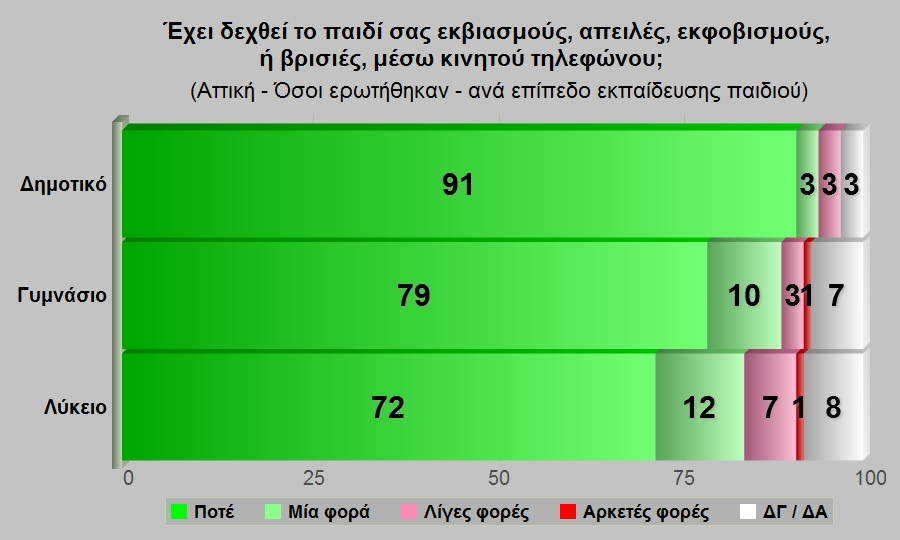 Έχει δεχθεί το παιδί σας εκβιασμούς, απειλές, εκφοβισμούς,
ή βρισιές, μέσω κινητού τηλεφώνου;
(Αττική - Όσοι ερωτήθηκαν - ανά επίπεδο εκπαίδευσης παιδιού)
Δημοτικό 91 3 3 3
Γυμνάσιο 79 10 3 1 7
Λύκειο 72 12 7 1 8
0 25 50 75 100
Ποτέ Μία φορά Λίγες φορές Αρκετές φορές ΔΓ / ΔΑ